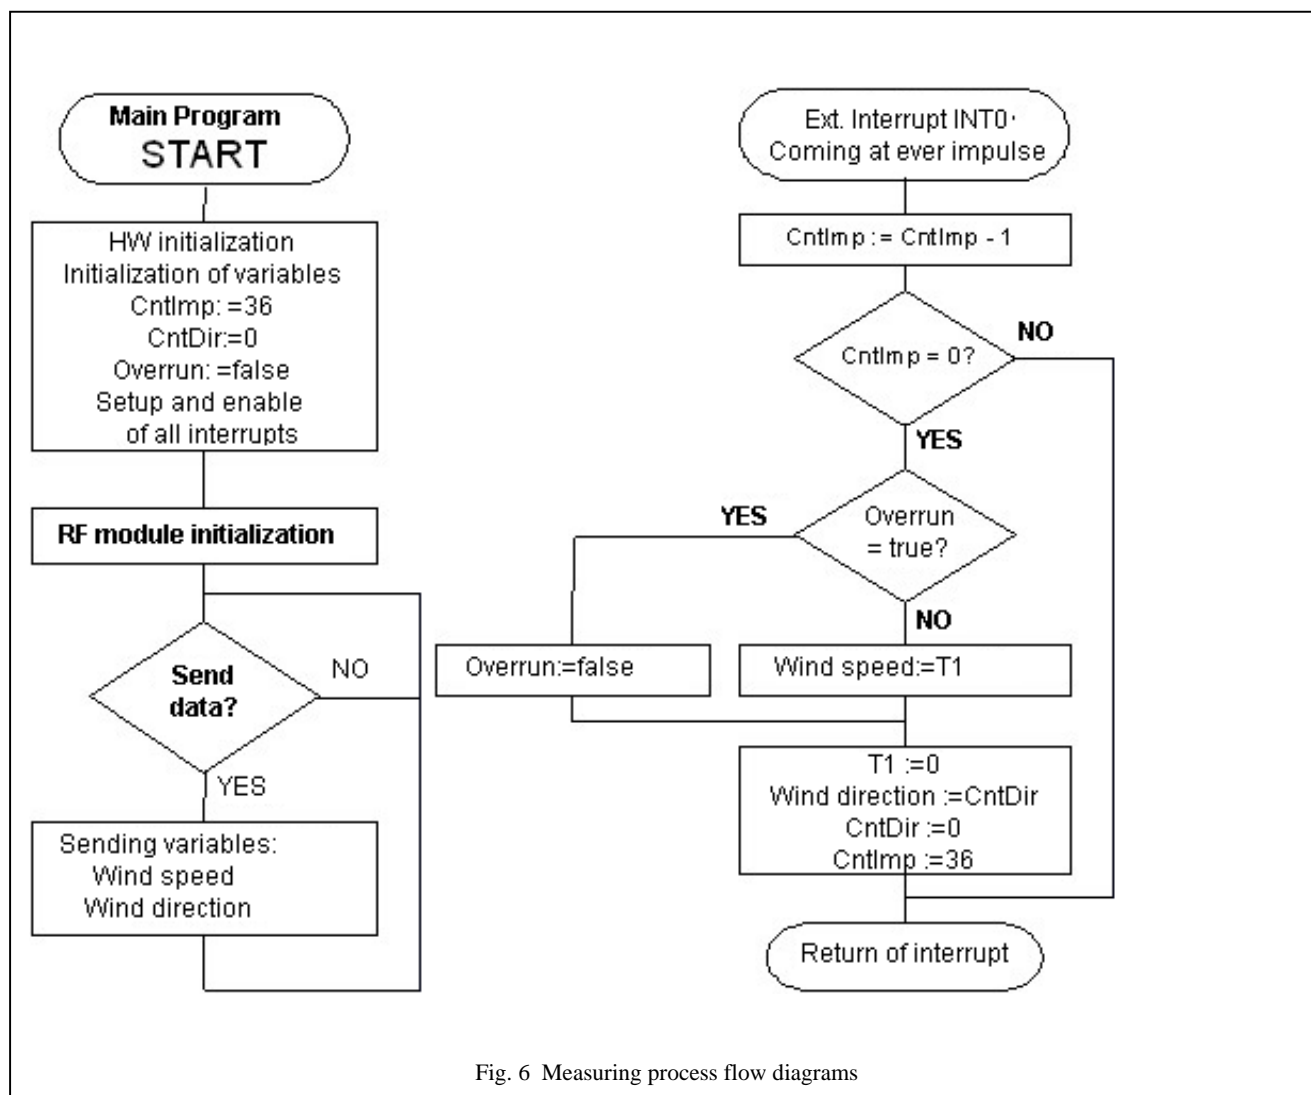 Main Program
START
HW initialization
Initialization of variables
CntImp: =36
CntDir:=0
Overrun: =false
Setup and enable
of all interrupts
RF module initialization
Send
data?
NO
YES
Sending variables:
Wind speed
Wind direction
Ext. Interrupt INT0·
Coming at ever impulse
CntImp := CntImp - 1
CntImp = 0?
NO
YES
Overrun
= true?
YES
NO
Overrun:=false
Wind speed:=T1
T1 :=0
Wind direction :=CntDir
CntDir :=0
CntImp :=36
Return of interrupt
Fig. 6 Measuring process flow diagrams